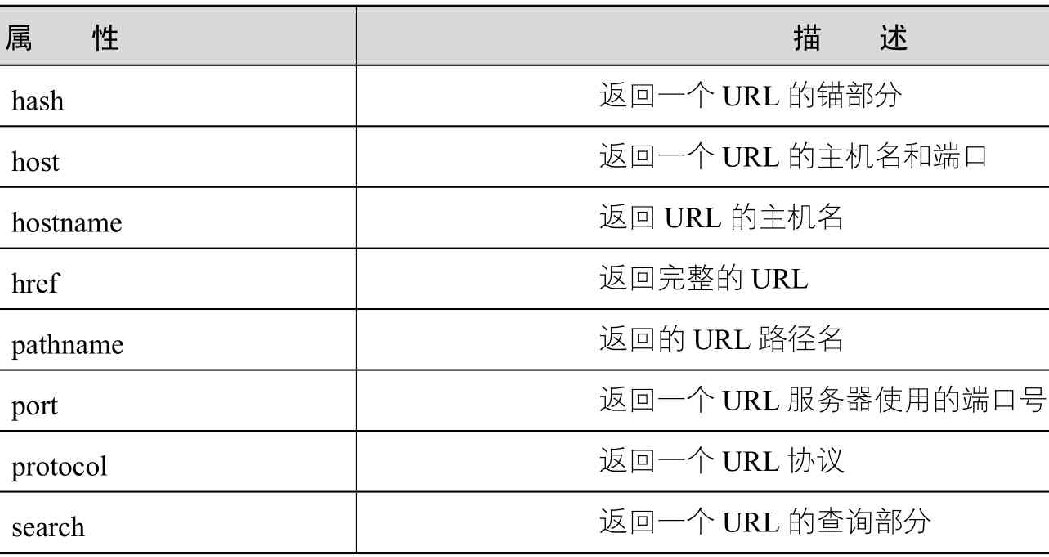 属 性 描 述
hash 返回一个 URL 的锚部分
host 返回一个 URL 的主机名和端口
hostname 返回 URL 的主机名
href 返回完整的 URL
pathname 返回的 URL 路径名
port 返回一个 URL 服务器使用的端口号
protocol 返回一个 URL 协议
search 返回一个 URL 的查询部分